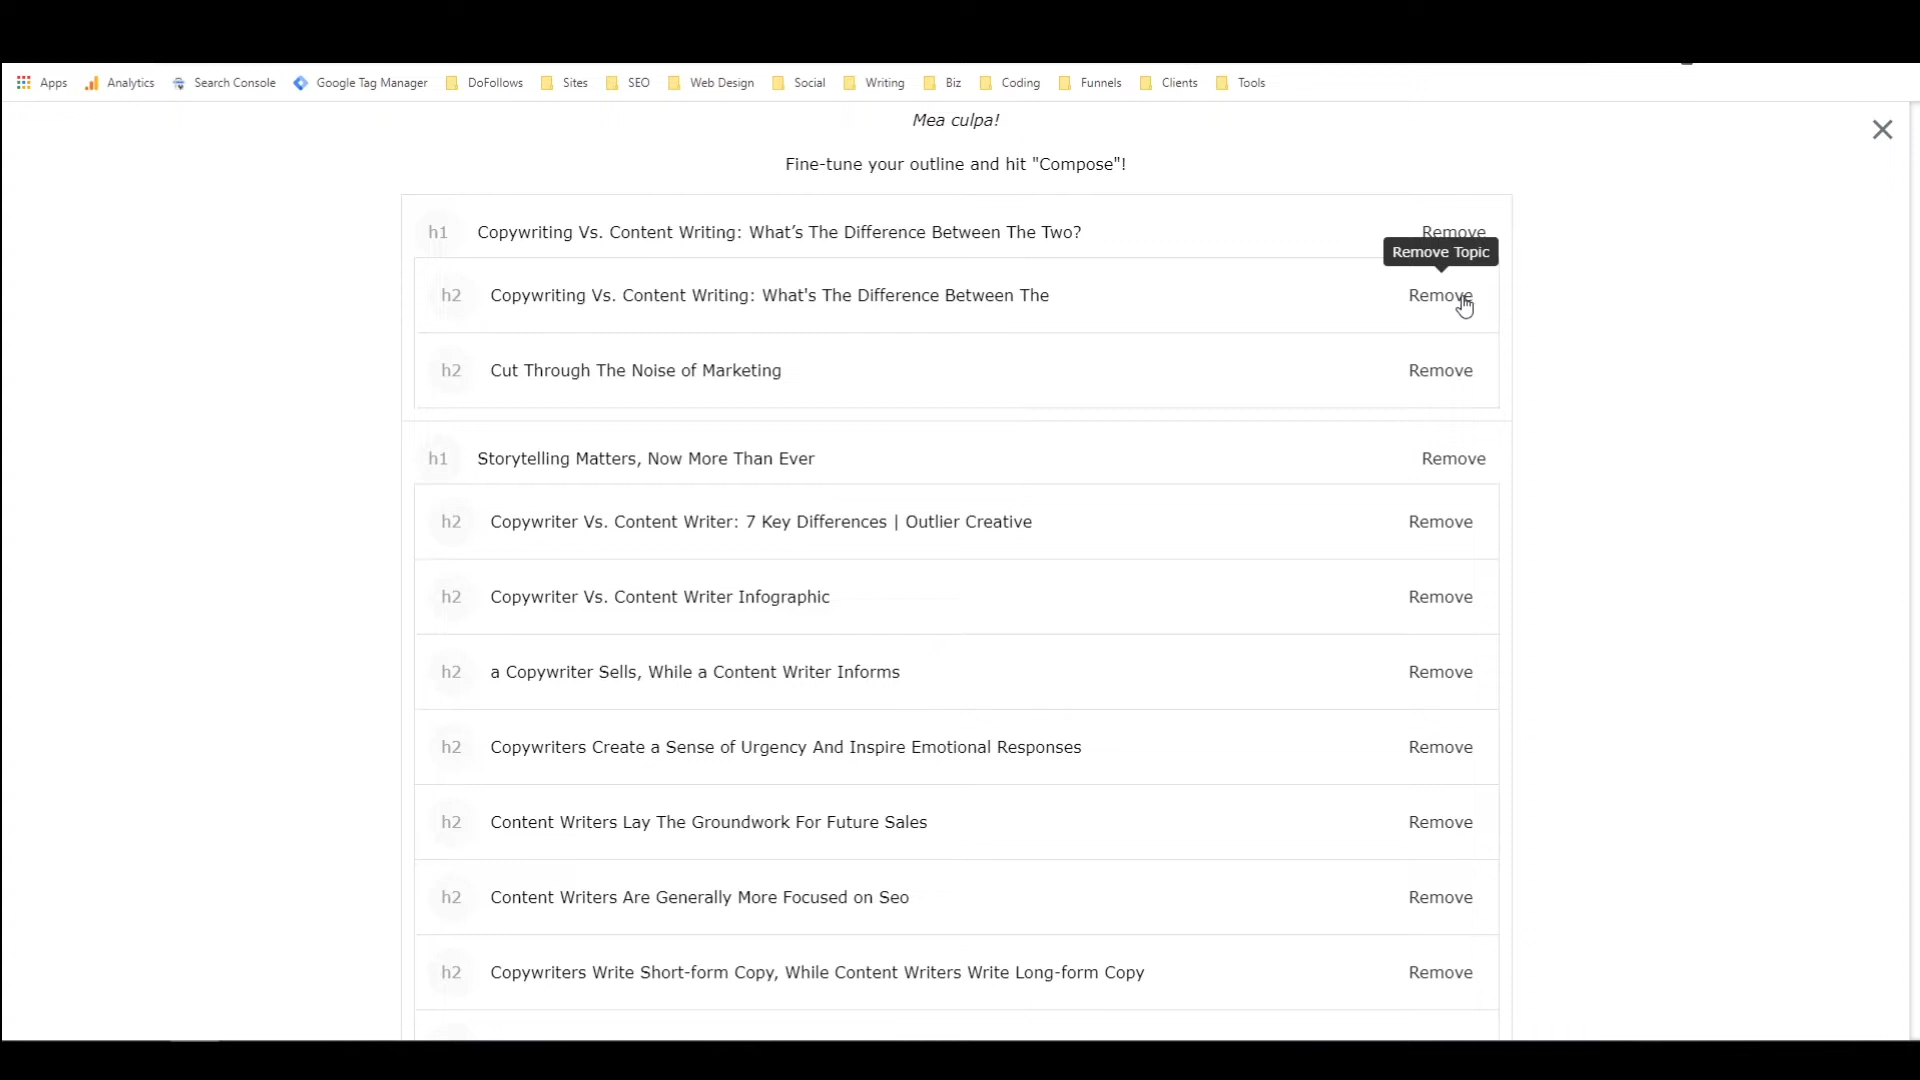 Apps Analytics Search Console Google Tag Manager DoFollows Sites SEO Web Design Social Writing Biz Coding Funnels Clients Tools
Mea culpa!
Fine-tune your outline and hit "Compose"!
h1 Copywriting Vs. Content Writing: What’s The Difference Between The Two? Remove
Remove Topic
h2 Copywriting Vs. Content Writing: What's The Difference Between The Remove
h2 Cut Through The Noise of Marketing Remove
h1 Storytelling Matters, Now More Than Ever Remove
h2 Copywriter Vs. Content Writer: 7 Key Differences | Outlier Creative Remove
h2 Copywriter Vs. Content Writer Infographic Remove
h2 a Copywriter Sells, While a Content Writer Informs Remove
h2 Copywriters Create a Sense of Urgency And Inspire Emotional Responses Remove
h2 Content Writers Lay The Groundwork For Future Sales Remove
h2 Content Writers Are Generally More Focused on Seo Remove
h2 Copywriters Write Short-form Copy, While Content Writers Write Long-form Copy Remove